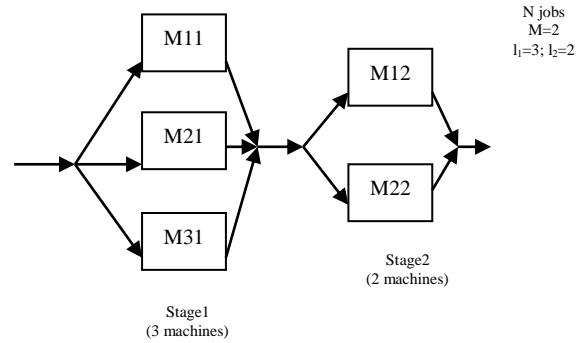 N jobs
M=2
l₁=3; l₂=2
M11
M21
M31
M12
M22
Stage1
(3 machines)
Stage2
(2 machines)